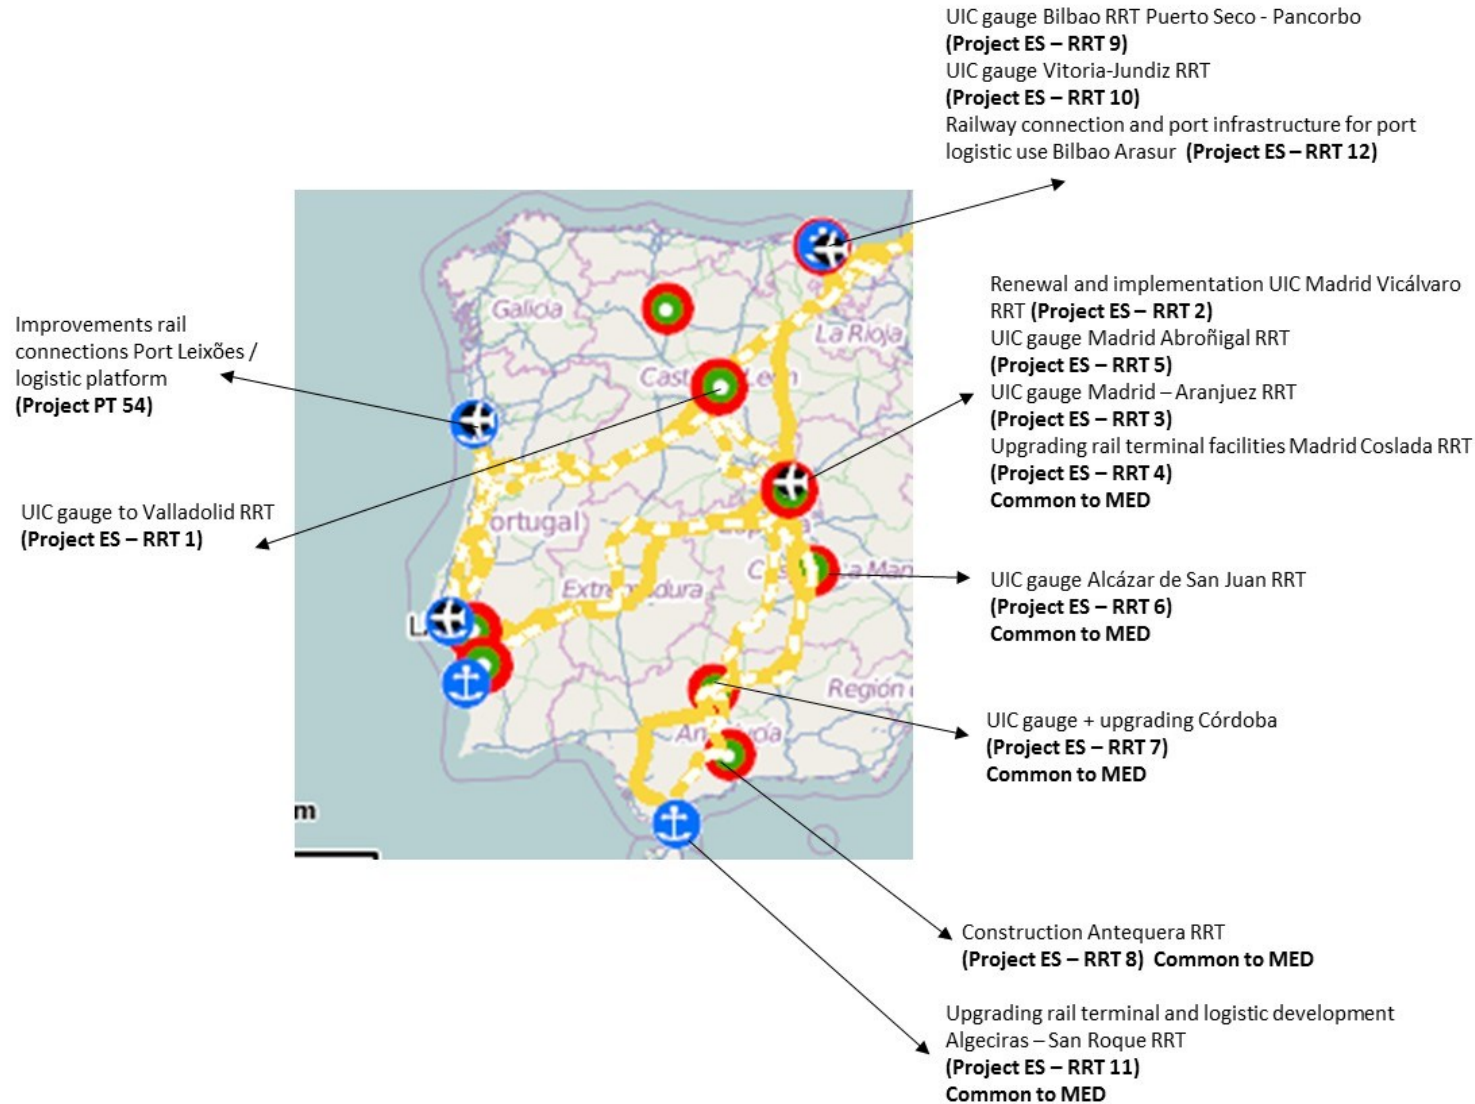 UIC gauge Bilbao RRT Puerto Seco - Pancorbo
(Project ES – RRT 9)
UIC gauge Vitoria-Jundiz RRT
(Project ES – RRT 10)
Railway connection and port infrastructure for port
logistic use Bilbao Arasur (Project ES – RRT 12)
Galicia
La Rioja
Improvements rail
connections Port Leixões /
logistic platform
(Project PT 54)
Renewal and implementation UIC Madrid Vicálvaro
RRT (Project ES – RRT 2)
UIC gauge Madrid Abroñigal RRT
(Project ES – RRT 5)
UIC gauge Madrid – Aranjuez RRT
(Project ES – RRT 3)
Upgrading rail terminal facilities Madrid Coslada RRT
(Project ES – RRT 4)
Common to MED
UIC gauge to Valladolid RRT
(Project ES – RRT 1)
ortugal)
UIC gauge Alcázar de San Juan RRT
(Project ES – RRT 6)
Common to MED
Región
UIC gauge + upgrading Córdoba
(Project ES – RRT 7)
Common to MED
m
Construction Antequera RRT
(Project ES – RRT 8) Common to MED
Upgrading rail terminal and logistic development
Algeciras – San Roque RRT
(Project ES – RRT 11)
Common to MED